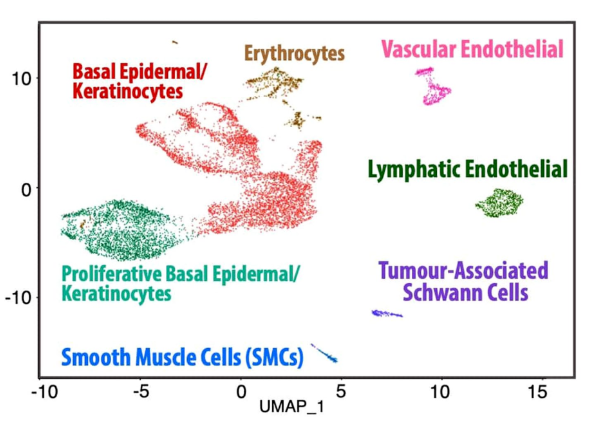 Erythrocytes
Vascular Endothelial
Basal Epidermal/
Keratinocytes
10
Lymphatic Endothelial
0
Proliferative Basal Epidermal/
Keratinocytes
Tumour-Associated
Schwann Cells
-10
Smooth Muscle Cells (SMCs)
-10
-5
0
5
10
15
UMAP_1